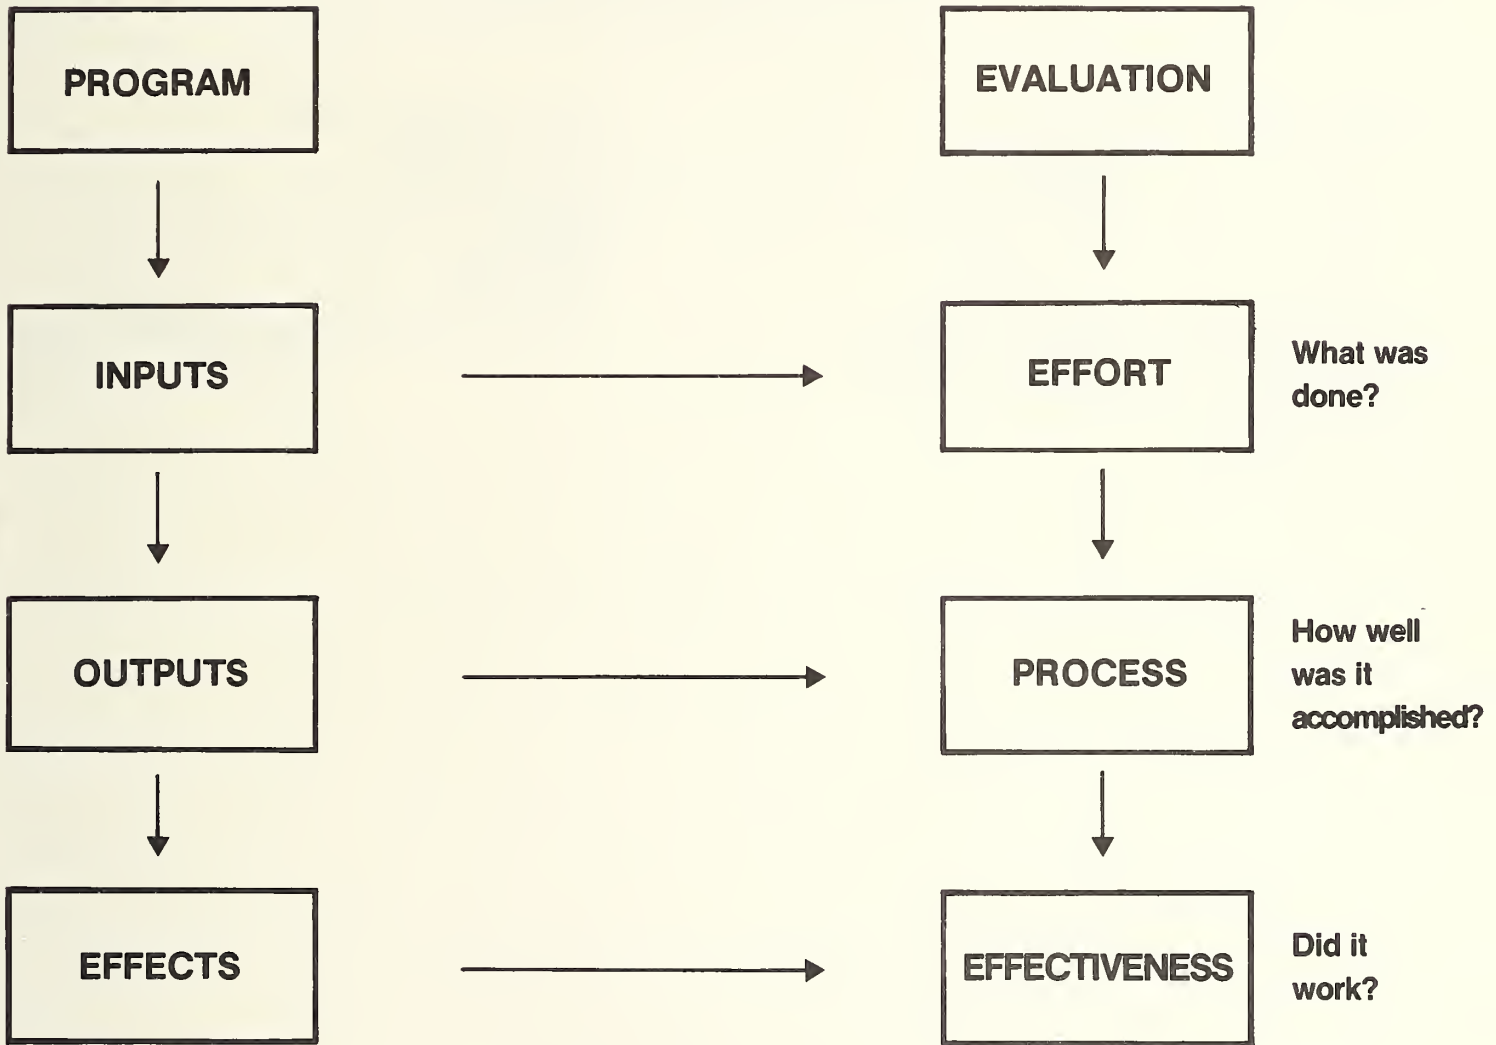 PROGRAM
EVALUATION
INPUTS
EFFORT
What was
done?
OUTPUTS
PROCESS
How well
was it
accomplished?
EFFECTS
EFFECTIVENESS
Did it
work?